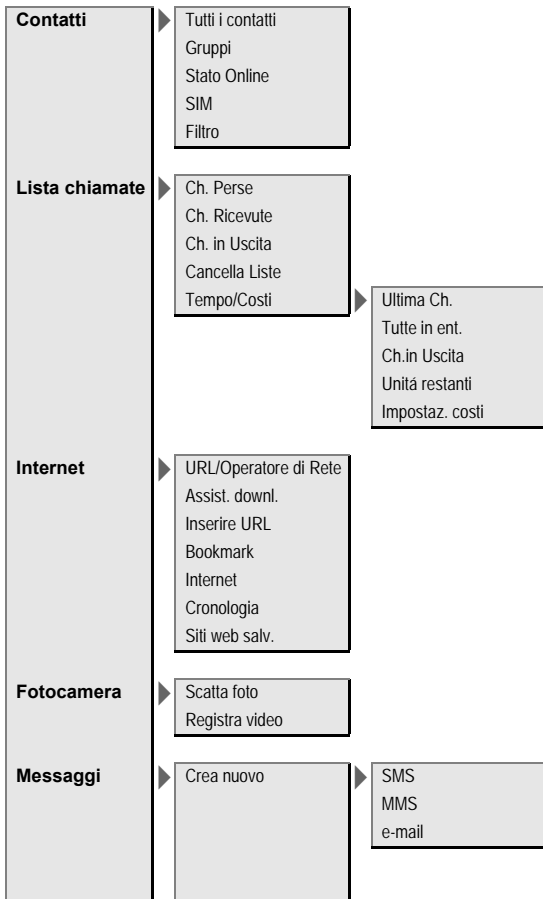 Contatti
Tutti i contatti
Gruppi
Stato Online
SIM
Filtro
Lista chiamate
Ch. Perse
Ch. Ricevute
Ch. in Uscita
Cancella Liste
Tempo/Costi
Ultima Ch.
Tutte in ent.
Ch.in Uscita
Unitá restanti
Impostaz. costi
Internet
URL/Operatore di Rete
Assist. downl.
Inserire URL
Bookmark
Internet
Cronologia
Siti web salv.
Fotocamera
Scatta foto
Registra video
Messaggi
Crea nuovo
SMS
MMS
e-mail